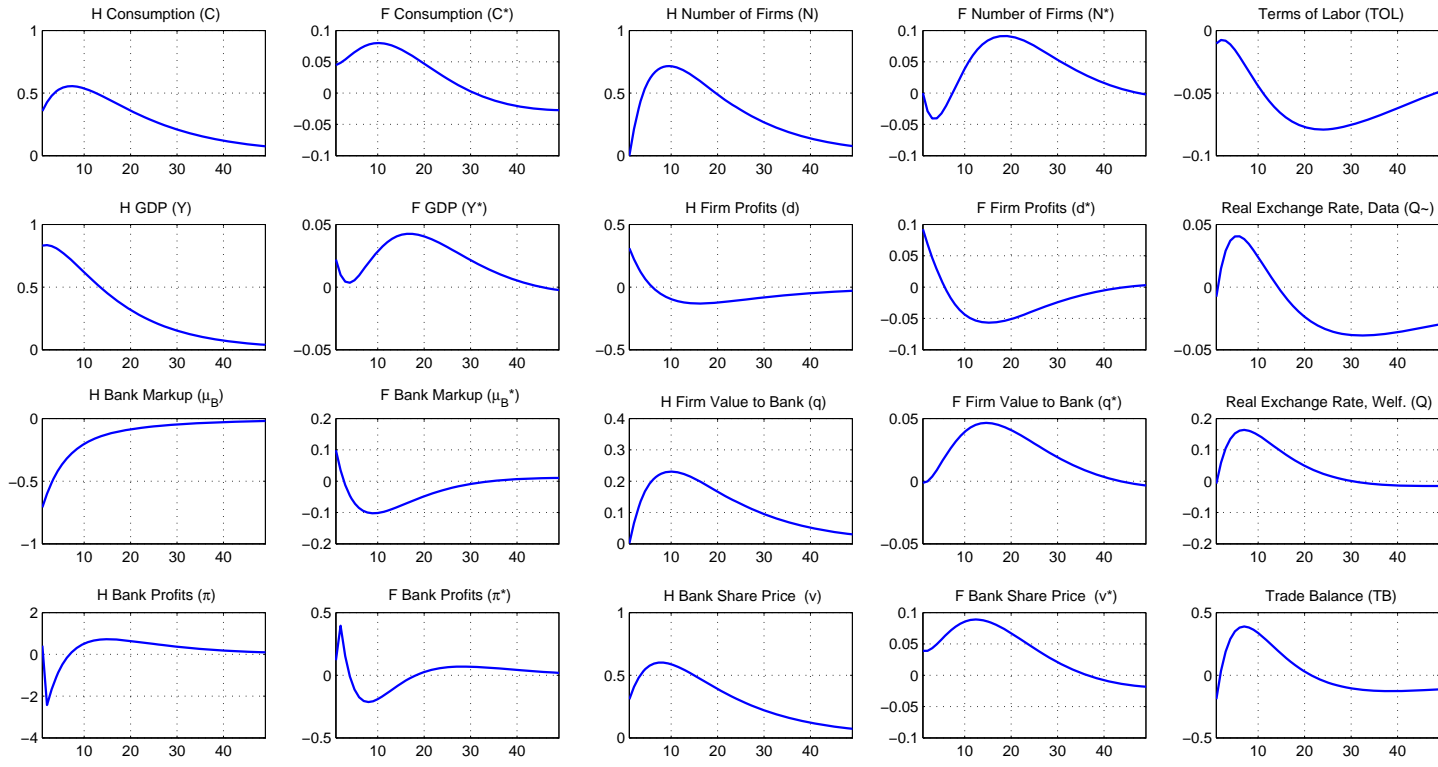 H Consumption (C)
F Consumption (C*)
H Number of Firms (N)
F Number of Firms (N*)
Terms of Labor (TOL)
1
0.5
0
10 20 30 40
0.1
0.05
0
−0.05
−0.1
10 20 30 40
1
0.5
0
10 20 30 40
0.1
0.05
0
−0.05
−0.1
10 20 30 40
0
−0.05
−0.1
10 20 30 40
H GDP (Y)
F GDP (Y*)
H Firm Profits (d)
F Firm Profits (d*)
Real Exchange Rate, Data (Q~)
1
0.5
0
10 20 30 40
0.05
0
−0.05
10 20 30 40
0.5
0
−0.5
10 20 30 40
0.1
0.05
0
−0.05
−0.1
10 20 30 40
0.05
0
−0.05
10 20 30 40
H Bank Markup (μB)
F Bank Markup (μB*)
H Firm Value to Bank (q)
F Firm Value to Bank (q*)
Real Exchange Rate, Welf. (Q)
0
−0.5
−1
10 20 30 40
0.2
0.1
0
−0.1
−0.2
10 20 30 40
0.4
0.3
0.2
0.1
0
10 20 30 40
0.05
0
−0.05
10 20 30 40
0.2
0.1
0
−0.1
−0.2
10 20 30 40
H Bank Profits (π)
F Bank Profits (π*)
H Bank Share Price (v)
F Bank Share Price (v*)
Trade Balance (TB)
2
0
−2
−4
10 20 30 40
0.5
0
−0.5
10 20 30 40
1
0.5
0
10 20 30 40
0.1
0.05
0
−0.05
−0.1
10 20 30 40
0.5
0
−0.5
10 20 30 40